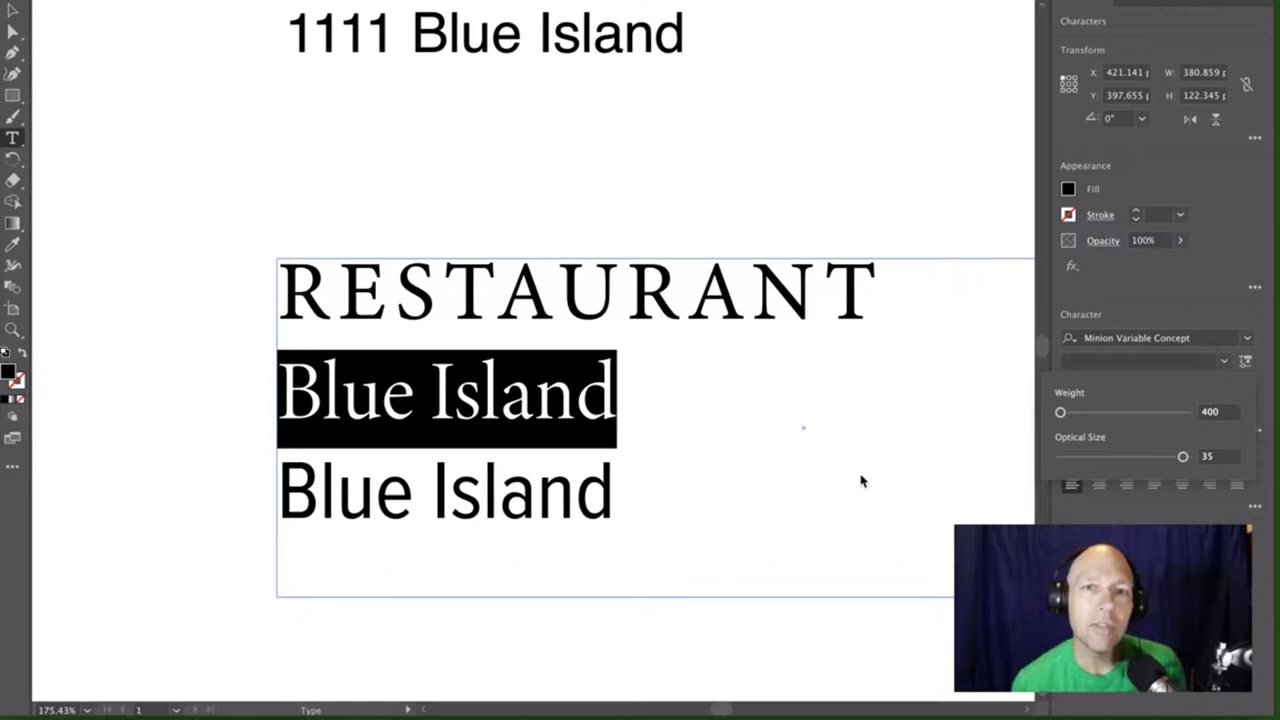 1111 Blue Island
RESTAURANT
Blue Island
Blue Island
Characters
Transform
X: 421.141 p W: 380.859 p
Y: 397.655 p H: 122.345 p
0°
Appearance
Fill
Stroke
Opacity 100%
fx
Character
Minion Variable Concept
Weight
400
Optical Size
35
175.43% 1 Type